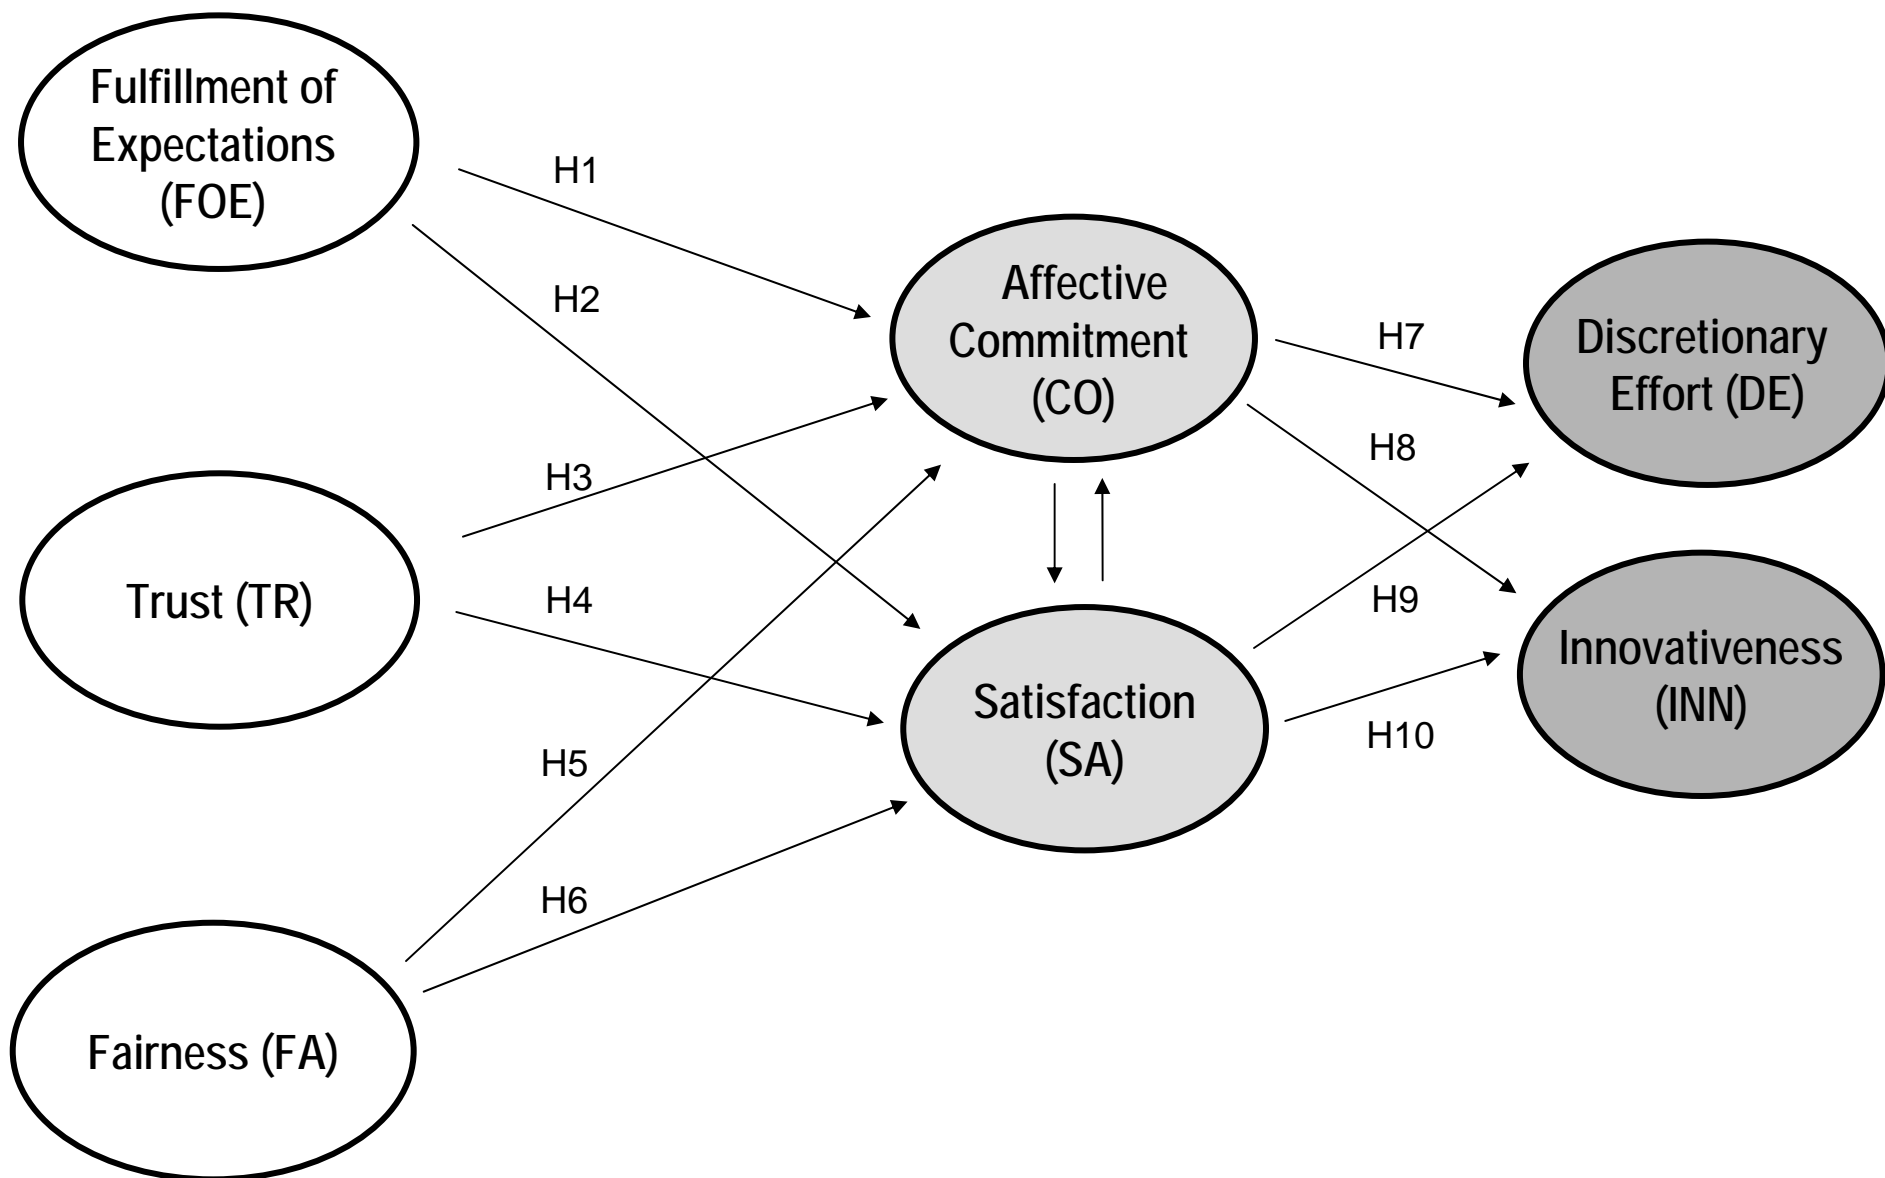 Fulfillment of
Expectations
(FOE)
H1
H2
Affective
Commitment
(CO)
H7
Discretionary
Effort (DE)
H8
H3
Trust (TR)
H4
H9
Innovativeness
(INN)
H10
Satisfaction
(SA)
H5
H6
Fairness (FA)